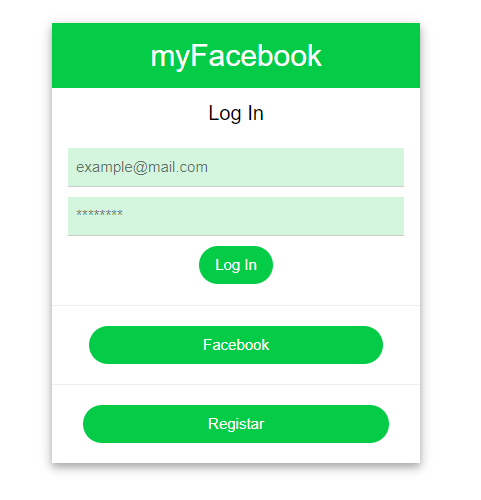 myFacebook
Log In
example@mail.com
********
Log In
Facebook
Registar